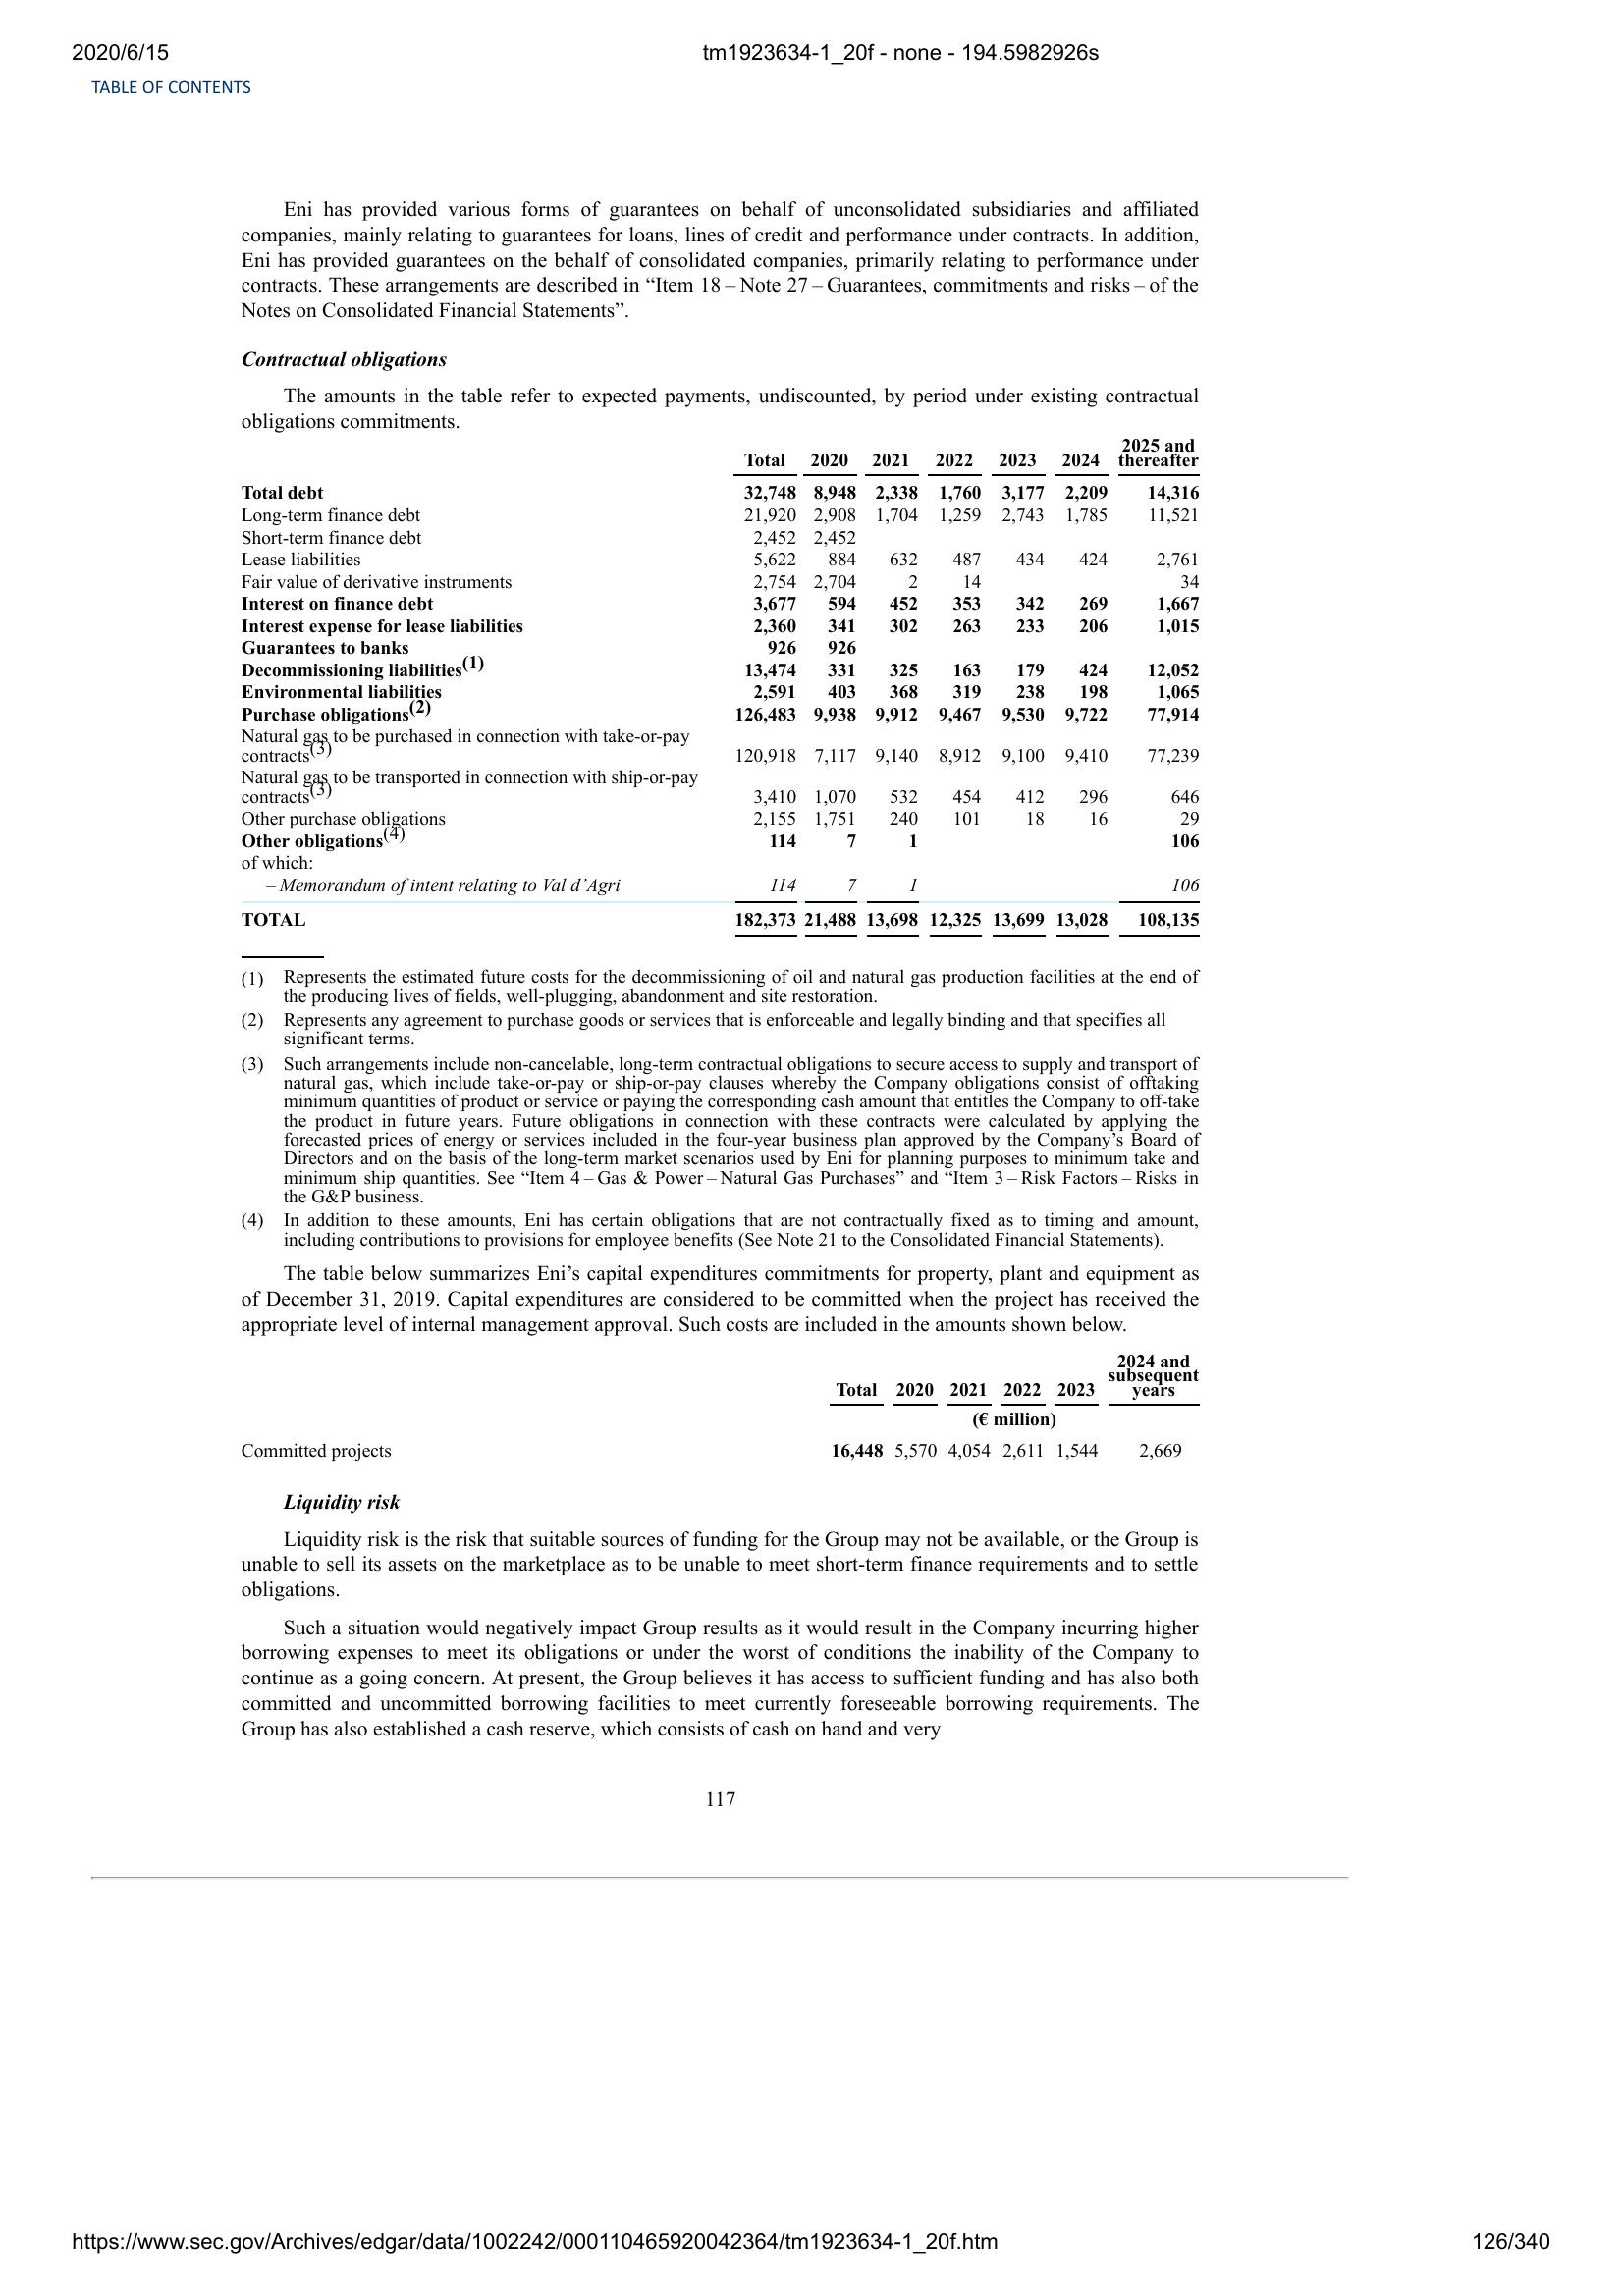 2020/6/15 tm1923634-1_20f - none - 194.5982926s
TABLE OF CONTENTS
Eni has provided various forms of guarantees on behalf of unconsolidated subsidiaries and affiliated
companies, mainly relating to guarantees for loans, lines of credit and performance under contracts. In addition,
Eni has provided guarantees on the behalf of consolidated companies, primarily relating to performance under
contracts. These arrangements are described in “Item 18 – Note 27 – Guarantees, commitments and risks – of the
Notes on Consolidated Financial Statements”.
Contractual obligations
The amounts in the table refer to expected payments, undiscounted, by period under existing contractual
obligations commitments.
Total 2020 2021 2022 2023 2024 2025 and thereafter
Total debt 32,748 8,948 2,338 1,760 3,177 2,209 14,316
Long-term finance debt 21,920 2,908 1,704 1,259 2,743 1,785 11,521
Short-term finance debt 2,452 2,452
Lease liabilities 5,622 884 632 487 434 424 2,761
Fair value of derivative instruments 2,754 2,704 2 14 34
Interest on finance debt 3,677 594 452 353 342 269 1,667
Interest expense for lease liabilities 2,360 341 302 263 233 206 1,015
Guarantees to banks 926 926
Decommissioning liabilities(1) 13,474 331 325 163 179 424 12,052
Environmental liabilities 2,591 403 368 319 238 198 1,065
Purchase obligations(2) 126,483 9,938 9,912 9,467 9,530 9,722 77,914
Natural gas to be purchased in connection with take-or-pay
contracts(3) 120,918 7,117 9,140 8,912 9,100 9,410 77,239
Natural gas to be transported in connection with ship-or-pay
contracts(3) 3,410 1,070 532 454 412 296 646
Other purchase obligations 2,155 1,751 240 101 18 16 29
Other obligations(4) 114 7 1 106
of which:
– Memorandum of intent relating to Val d’Agri 114 7 1 106
TOTAL 182,373 21,488 13,698 12,325 13,699 13,028 108,135
(1) Represents the estimated future costs for the decommissioning of oil and natural gas production facilities at the end of
the producing lives of fields, well-plugging, abandonment and site restoration.
(2) Represents any agreement to purchase goods or services that is enforceable and legally binding and that specifies all
significant terms.
(3) Such arrangements include non-cancelable, long-term contractual obligations to secure access to supply and transport of
natural gas, which include take-or-pay or ship-or-pay clauses whereby the Company obligations consist of offtaking
minimum quantities of product or service or paying the corresponding cash amount that entitles the Company to off-take
the product in future years. Future obligations in connection with these contracts were calculated by applying the
forecasted prices of energy or services included in the four-year business plan approved by the Company’s Board of
Directors and on the basis of the long-term market scenarios used by Eni for planning purposes to minimum take and
minimum ship quantities. See “Item 4 – Gas & Power – Natural Gas Purchases” and “Item 3 – Risk Factors – Risks in
the G&P business.
(4) In addition to these amounts, Eni has certain obligations that are not contractually fixed as to timing and amount,
including contributions to provisions for employee benefits (See Note 21 to the Consolidated Financial Statements).
The table below summarizes Eni’s capital expenditures commitments for property, plant and equipment as
of December 31, 2019. Capital expenditures are considered to be committed when the project has received the
appropriate level of internal management approval. Such costs are included in the amounts shown below.
Total 2020 2021 2022 2023 2024 and subsequent years
(€ million)
Committed projects 16,448 5,570 4,054 2,611 1,544 2,669
Liquidity risk
Liquidity risk is the risk that suitable sources of funding for the Group may not be available, or the Group is
unable to sell its assets on the marketplace as to be unable to meet short-term finance requirements and to settle
obligations.
Such a situation would negatively impact Group results as it would result in the Company incurring higher
borrowing expenses to meet its obligations or under the worst of conditions the inability of the Company to
continue as a going concern. At present, the Group believes it has access to sufficient funding and has also both
committed and uncommitted borrowing facilities to meet currently foreseeable borrowing requirements. The
Group has also established a cash reserve, which consists of cash on hand and very
117
https://www.sec.gov/Archives/edgar/data/1002242/000110465920042364/tm1923634-1_20f.htm 126/340